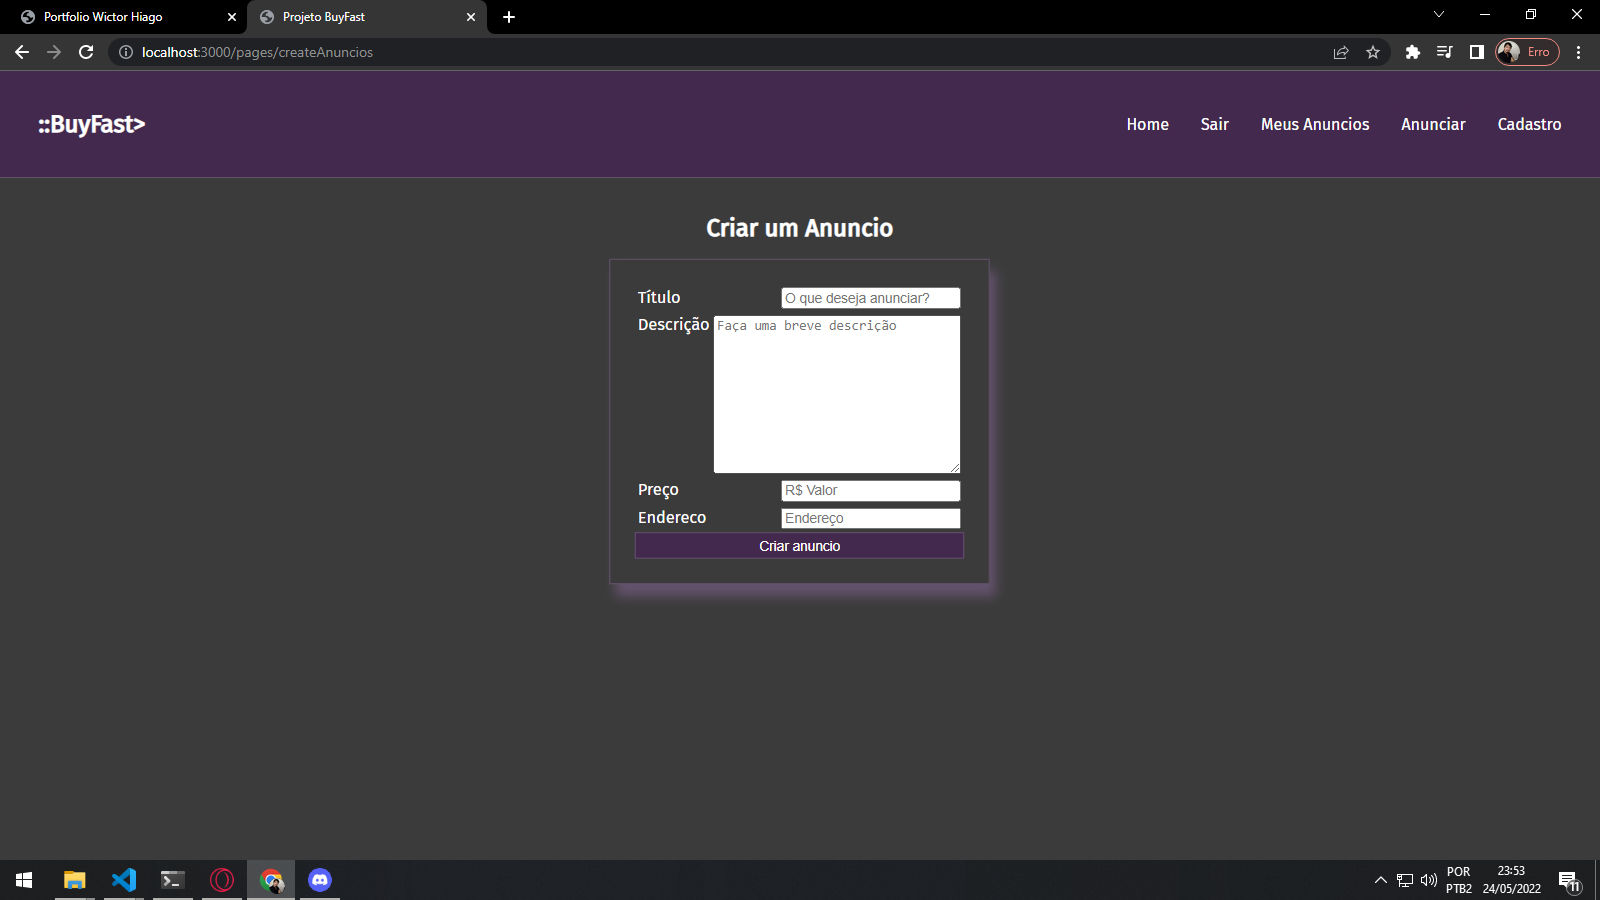 Portfolio Wictor Hiago
Projeto BuyFast
localhost:3000/pages/createAnuncios
Erro
::BuyFast>
Home
Sair
Meus Anuncios
Anunciar
Cadastro
Criar um Anuncio
Título
O que deseja anunciar?
Descrição
Faça uma breve descrição
Preço
R$ Valor
Endereco
Endereço
Criar anuncio
POR
PTB2
23:53
24/05/2022
11